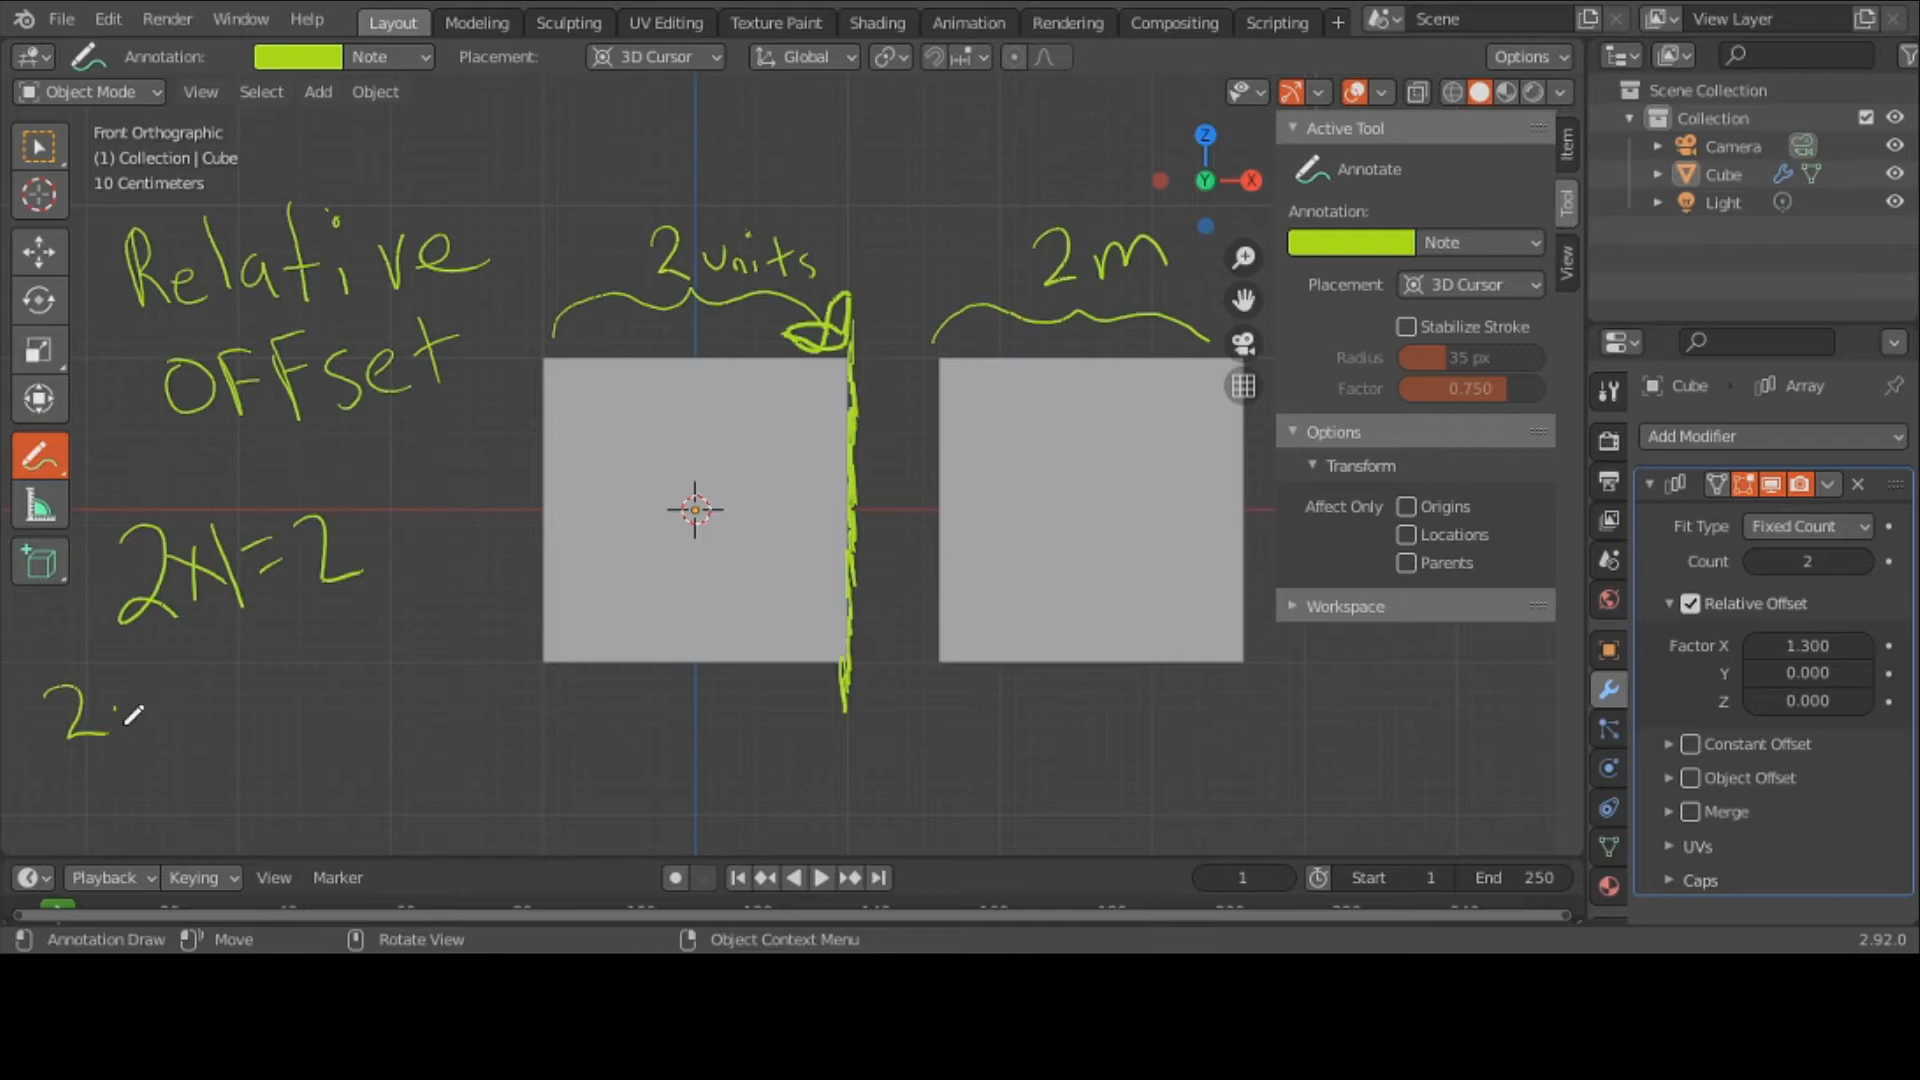 File Edit Render Window Help Layout Modeling Sculpting UV Editing Texture Paint Shading Animation Rendering Compositing Scripting + Scene View Layer
Annotation: Note Placement: 3D Cursor Global Options
Object Mode View Select Add Object
Front Orthographic
(1) Collection | Cube
10 Centimeters
Relative
OFFset
2 units
2m
2x1=2
2
Z
Y
X
Active Tool
Annotate
Annotation:
Note
Placement 3D Cursor
Stabilize Stroke
Radius 35 px
Factor 0.750
Options
Transform
Affect Only Origins
Locations
Parents
Workspace
Item
Tool
View
Scene Collection
Collection
Camera
Cube
Light
Cube Array
Add Modifier
Fit Type Fixed Count
Count 2
Relative Offset
Factor X 1.300
Y 0.000
Z 0.000
Constant Offset
Object Offset
Merge
UVs
Caps
Playback Keying View Marker 1 Start 1 End 250
Annotation Draw Move Rotate View Object Context Menu 2.92.0